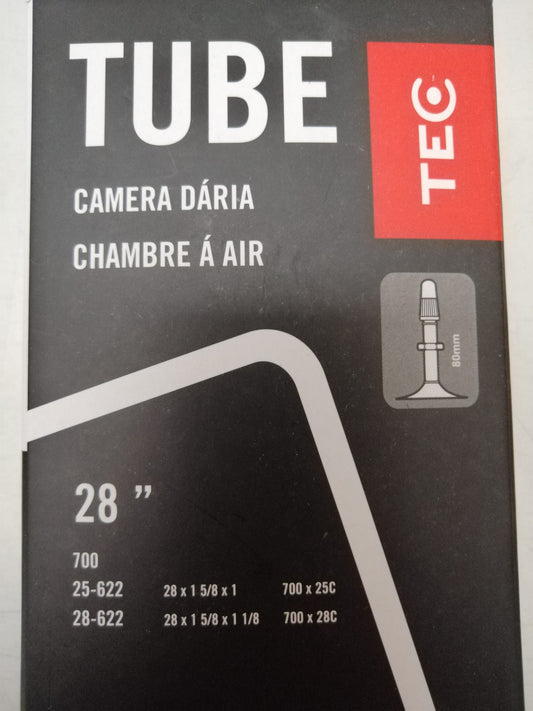 TUBE
TEC
CAMERA DÁRIA
CHAMBRE Á AIR
80mm
28 ”
700
25-622 28 x 1 5/8 x 1 700 x 25C
28-622 28 x 1 5/8 x 1 1/8 700 x 28C